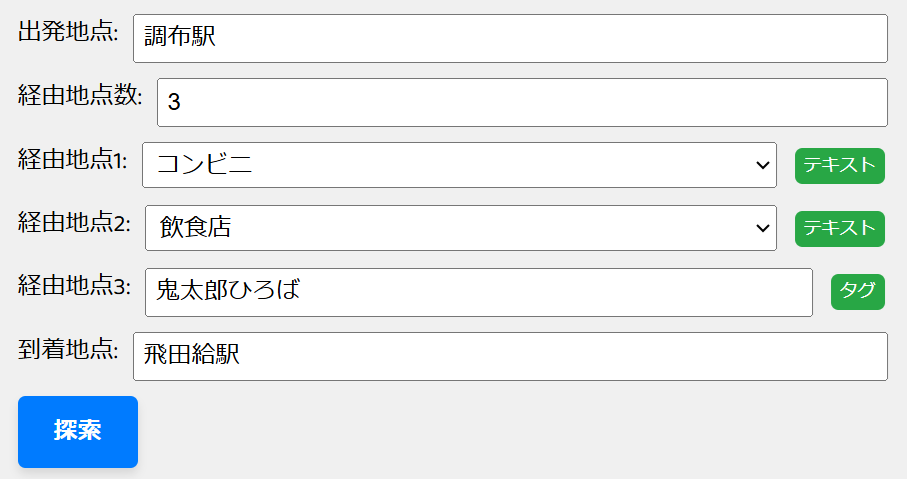 出発地点: 調布駅
経由地点数: 3
経由地点1: コンビニ テキスト
経由地点2: 飲食店 テキスト
経由地点3: 鬼太郎ひろば タグ
到着地点: 飛田給駅
探索